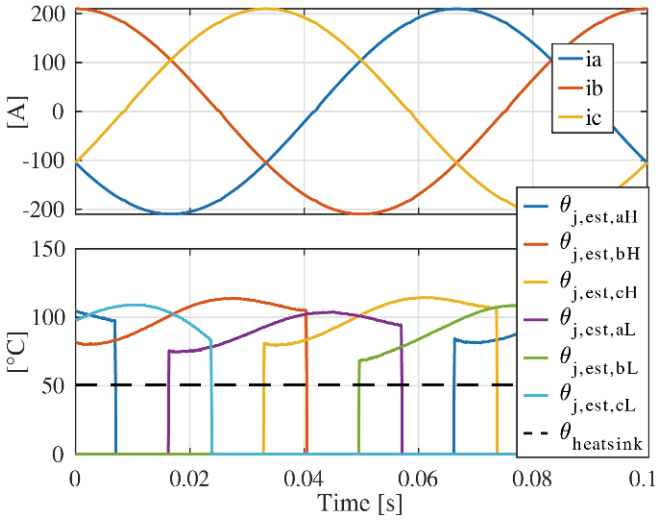 200
100
0
-100
-200
[A]
ia
ib
ic
150
100
50
0
[°C]
θj,est,aH
θj,est,bH
θj,est,cH
θj,est,aL
θj,est,bL
θj,est,cL
θheatsink
0 0.02 0.04 0.06 0.08 0.1
Time [s]